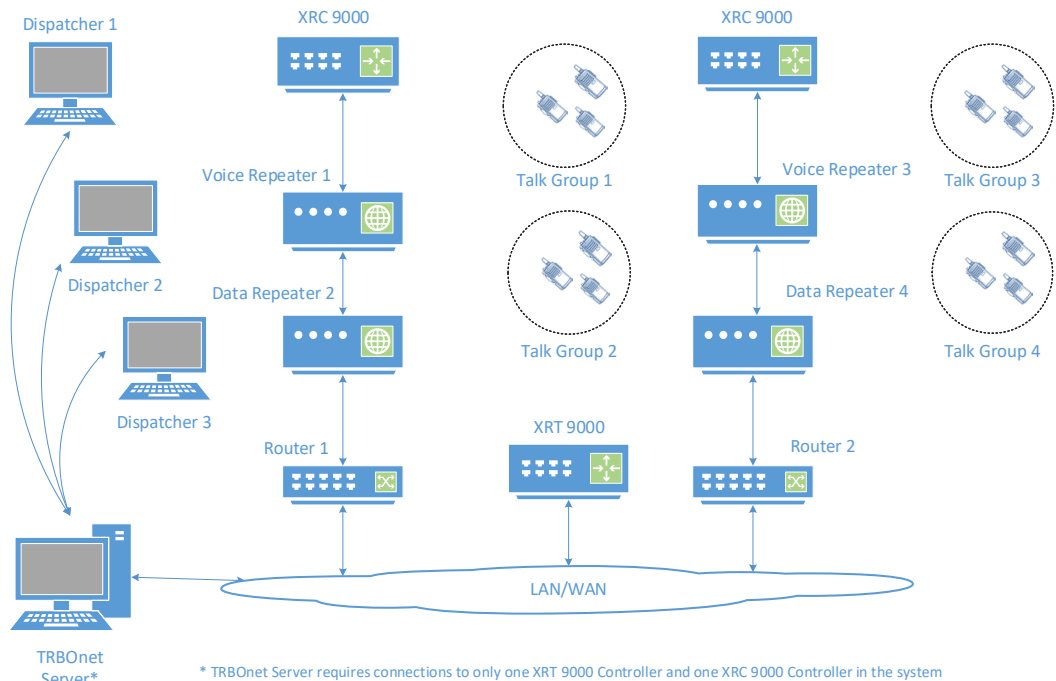 Dispatcher 1
XRC 9000
XRC 9000
Voice Repeater 1
Talk Group 1
Voice Repeater 3
Talk Group 3
Dispatcher 2
Data Repeater 2
Data Repeater 4
Talk Group 2
Talk Group 4
Dispatcher 3
Router 1
XRT 9000
Router 2
LAN/WAN
TRBOnet
Server*
* TRBOnet Server requires connections to only one XRT 9000 Controller and one XRC 9000 Controller in the system